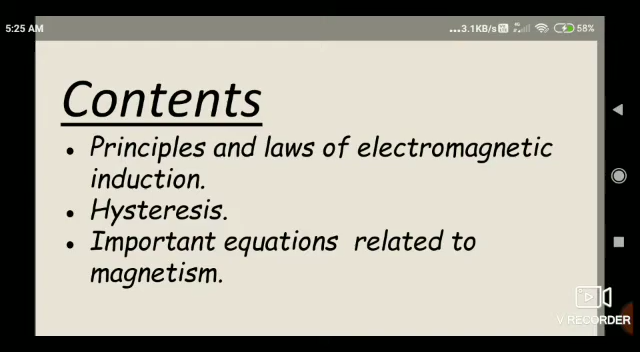 5:25 AM
...3.1KB/s 58%
Contents
• Principles and laws of electromagnetic
induction.
• Hysteresis.
• Important equations related to
magnetism.
V RECORDER